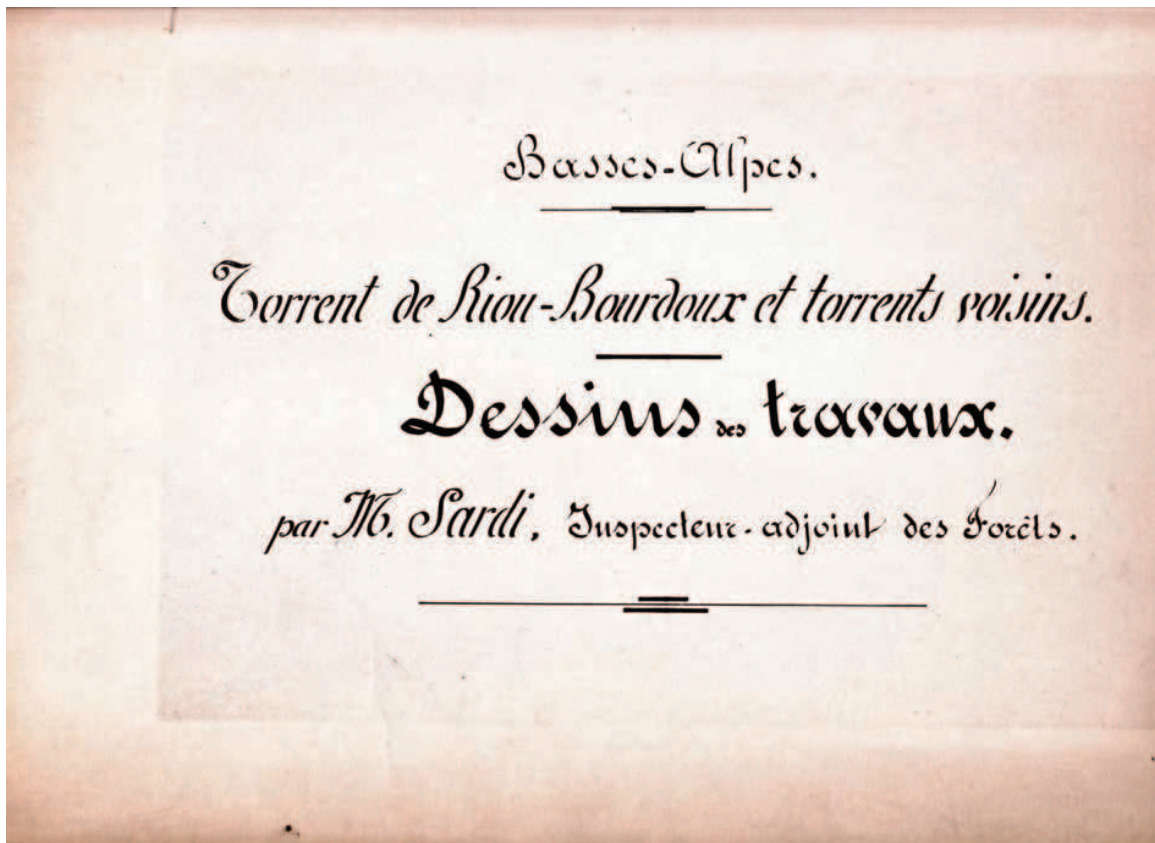 Basses-Alpes.
Torrent de Riou-Bourdoux et torrents voisins.
Dessins des travaux.
par M. Sardi, Inspecteur-adjoint des Forêts.